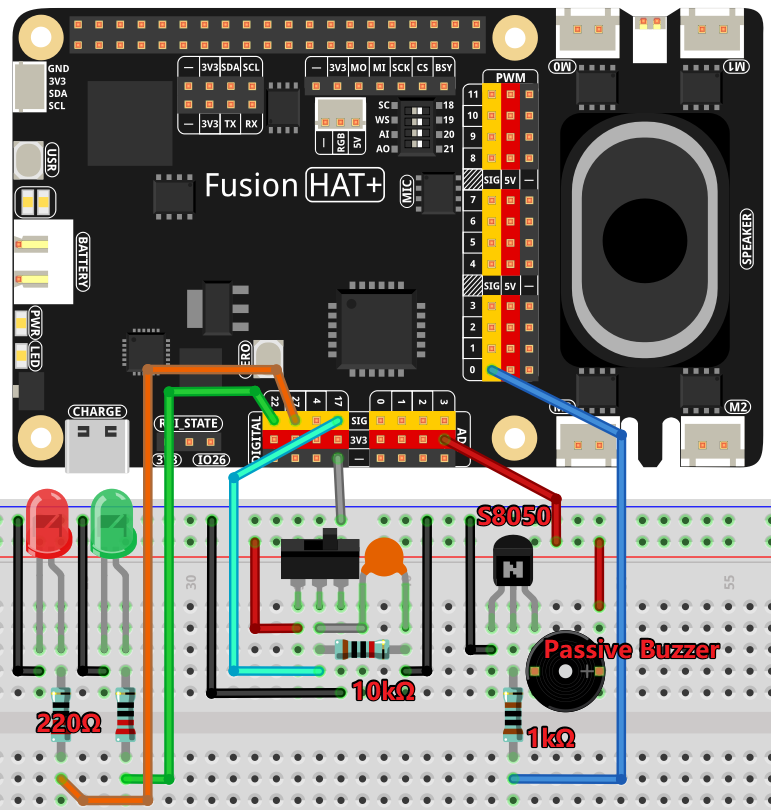 GND
3V3
SDA
SCL
— 3V3 SDA SCL
— 3V3 TX RX
— 3V3 MO MI SCK CS BSY
— RGB 5V
SC 18
WS 19
AI 20
AO 21
PWM
11
10
9
8
SIG 5V —
7
6
5
4
SIG 5V —
3
2
1
0
M0
M1
USR
Fusion HAT+
MIC
SPEAKER
BATTERY
PWR
LED
CHARGE
3V3 IO26
DIGITAL
22 27 4 17
SIG
3V3
—
0 1 2 3
AD
M2
S8050
30
55
Passive Buzzer
+
10kΩ
220Ω
1kΩ